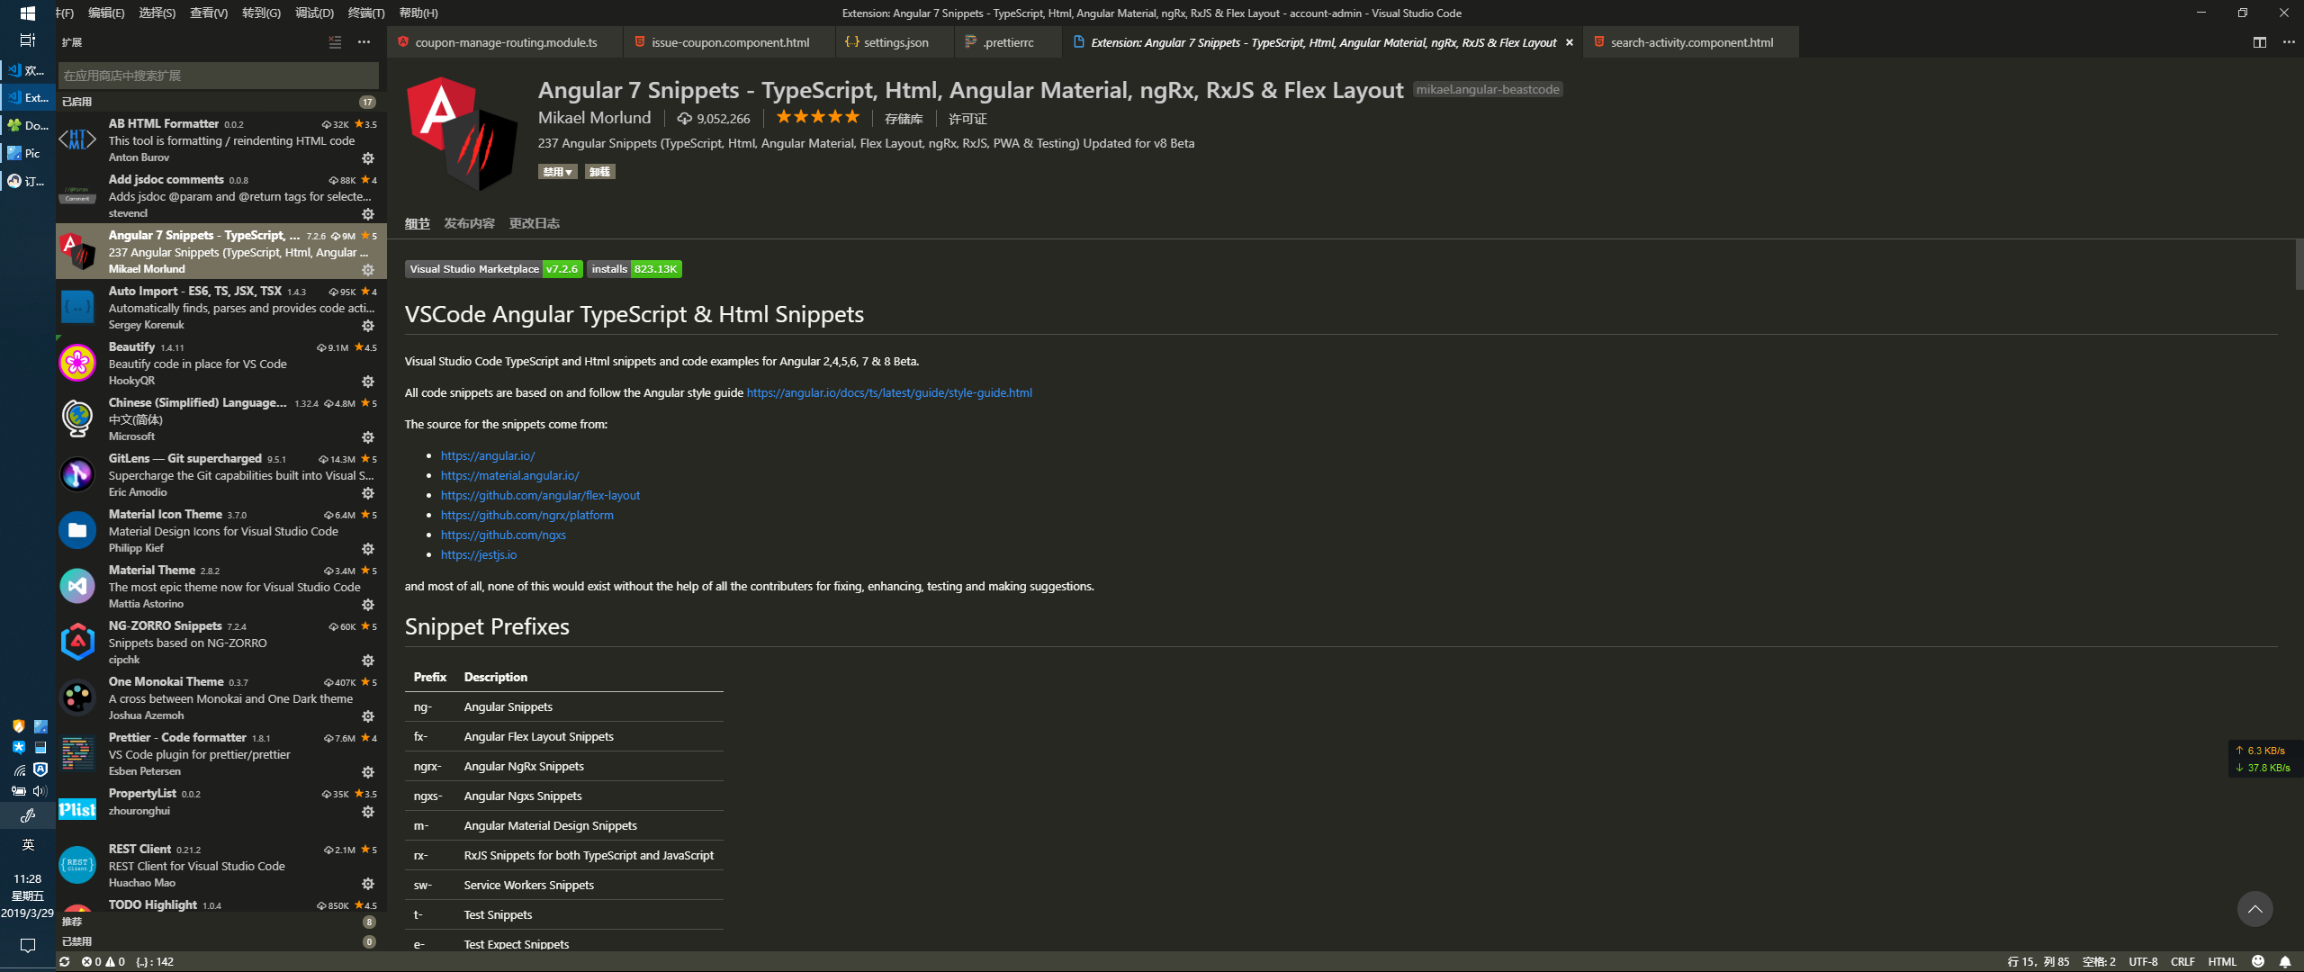 件(F) 编辑(E) 选择(S) 查看(V) 转到(G) 调试(D) 终端(T) 帮助(H)
Extension: Angular 7 Snippets - TypeScript, Html, Angular Material, ngRx, RxJS & Flex Layout - account-admin - Visual Studio Code
扩展
coupon-manage-routing.module.ts
issue-coupon.component.html
settings.json
.prettierrc
Extension: Angular 7 Snippets - TypeScript, Html, Angular Material, ngRx, RxJS & Flex Layout
search-activity.component.html
欢...
Ext...
Do...
Pic
订...
在应用商店中搜索扩展
已启用 17
AB HTML Formatter 0.0.2 32K 3.5
This tool is formatting / reindenting HTML code
Anton Burov
Add jsdoc comments 0.0.8 88K 4
Adds jsdoc @param and @return tags for selecte...
stevencl
Angular 7 Snippets - TypeScript, ... 7.2.6 9M 5
237 Angular Snippets (TypeScript, Html, Angular ...
Mikael Morlund
Auto Import - ES6, TS, JSX, TSX 1.4.3 95K 4
Automatically finds, parses and provides code acti...
Sergey Korenuk
Beautify 1.4.11 9.1M 4.5
Beautify code in place for VS Code
HookyQR
Chinese (Simplified) Language... 1.32.4 4.8M 5
中文(简体)
Microsoft
GitLens — Git supercharged 9.5.1 14.3M 5
Supercharge the Git capabilities built into Visual S...
Eric Amodio
Material Icon Theme 3.7.0 6.4M 5
Material Design Icons for Visual Studio Code
Philipp Kief
Material Theme 2.8.2 3.4M 5
The most epic theme now for Visual Studio Code
Mattia Astorino
NG-ZORRO Snippets 7.2.4 60K 5
Snippets based on NG-ZORRO
cipchk
One Monokai Theme 0.3.7 407K 5
A cross between Monokai and One Dark theme
Joshua Azemoh
Prettier - Code formatter 1.8.1 7.6M 4
VS Code plugin for prettier/prettier
Esben Petersen
PropertyList 0.0.2 35K 3.5
Plist
zhouronghui
REST Client 0.21.2 2.1M 5
REST Client for Visual Studio Code
Huachao Mao
TODO Highlight 1.0.4 850K 4.5
推荐 8
已禁用 0
Angular 7 Snippets - TypeScript, Html, Angular Material, ngRx, RxJS & Flex Layout mikael.angular-beastcode
Mikael Morlund 9,052,266 存储库 许可证
237 Angular Snippets (TypeScript, Html, Angular Material, Flex Layout, ngRx, RxJS, PWA & Testing) Updated for v8 Beta
禁用▼ 卸载
细节 发布内容 更改日志
Visual Studio Marketplace v7.2.6 installs 823.13K
VSCode Angular TypeScript & Html Snippets
Visual Studio Code TypeScript and Html snippets and code examples for Angular 2,4,5,6, 7 & 8 Beta.
All code snippets are based on and follow the Angular style guide https://angular.io/docs/ts/latest/guide/style-guide.html
The source for the snippets come from:
• https://angular.io/
• https://material.angular.io/
• https://github.com/angular/flex-layout
• https://github.com/ngrx/platform
• https://github.com/ngxs
• https://jestjs.io
and most of all, none of this would exist without the help of all the contributers for fixing, enhancing, testing and making suggestions.
Snippet Prefixes
Prefix Description
ng- Angular Snippets
fx- Angular Flex Layout Snippets
ngrx- Angular NgRx Snippets
ngxs- Angular Ngxs Snippets
m- Angular Material Design Snippets
rx- RxJS Snippets for both TypeScript and JavaScript
sw- Service Workers Snippets
t- Test Snippets
e- Test Expect Snippets
↑ 6.3 KB/s
↓ 37.8 KB/s
英
11:28
星期五
2019/3/29
0 0 {..} : 142
行 15，列 85 空格: 2 UTF-8 CRLF HTML